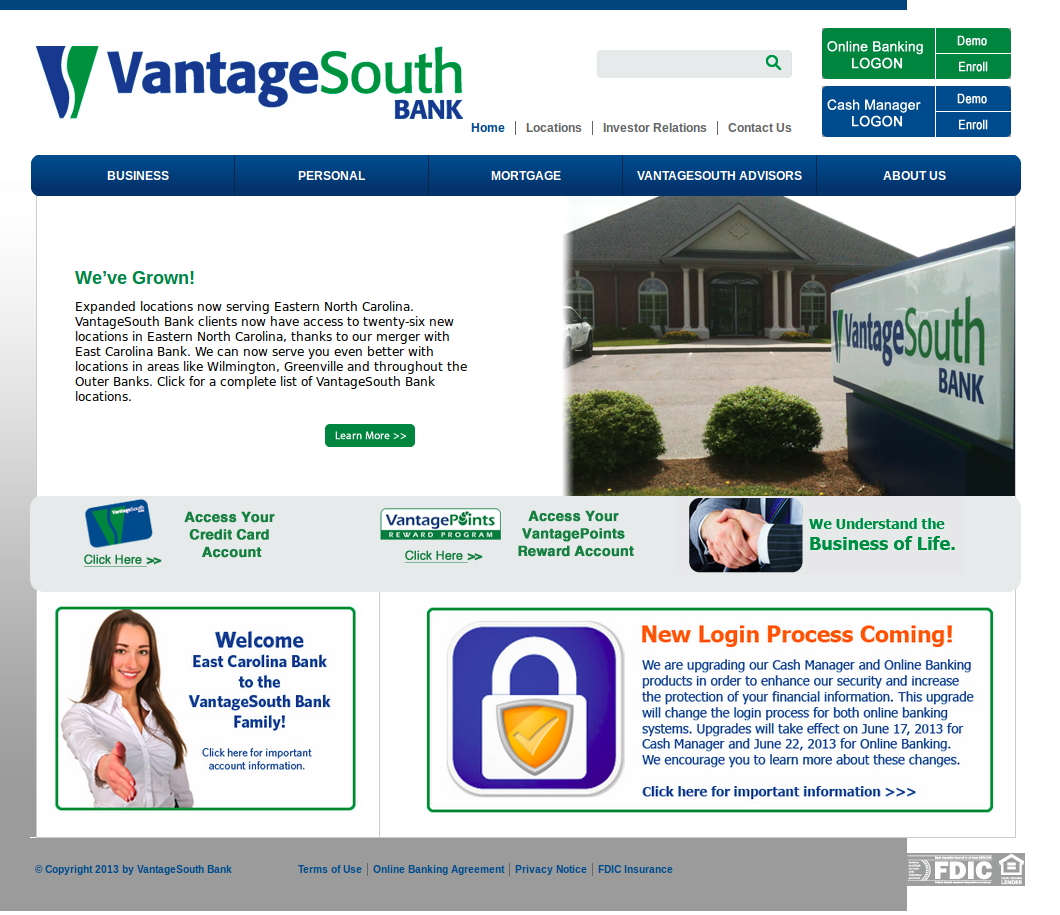 VantageSouth
BANK
Online Banking
LOGON
Demo
Enroll
Cash Manager
LOGON
Demo
Enroll
Home
Locations
Investor Relations
Contact Us
BUSINESS
PERSONAL
MORTGAGE
VANTAGESOUTH ADVISORS
ABOUT US
We’ve Grown!
Expanded locations now serving Eastern North Carolina.
VantageSouth Bank clients now have access to twenty-six new
locations in Eastern North Carolina, thanks to our merger with
East Carolina Bank. We can now serve you even better with
locations in areas like Wilmington, Greenville and throughout the
Outer Banks. Click for a complete list of VantageSouth Bank
locations.
Learn More >>
VantageSouth
BANK
VantageSouth
Click Here >>
Access Your
Credit Card
Account
VantagePoints
REWARD PROGRAM
Click Here >>
Access Your
VantagePoints
Reward Account
We Understand the
Business of Life.
Welcome
East Carolina Bank
to the
VantageSouth Bank
Family!
Click here for important
account information.
New Login Process Coming!
We are upgrading our Cash Manager and Online Banking
products in order to enhance our security and increase
the protection of your financial information. This upgrade
will change the login process for both online banking
systems. Upgrades will take effect on June 17, 2013 for
Cash Manager and June 22, 2013 for Online Banking.
We encourage you to learn more about these changes.
Click here for important information >>>
© Copyright 2013 by VantageSouth Bank
Terms of Use
Online Banking Agreement
Privacy Notice
FDIC Insurance
FDIC
LENDER